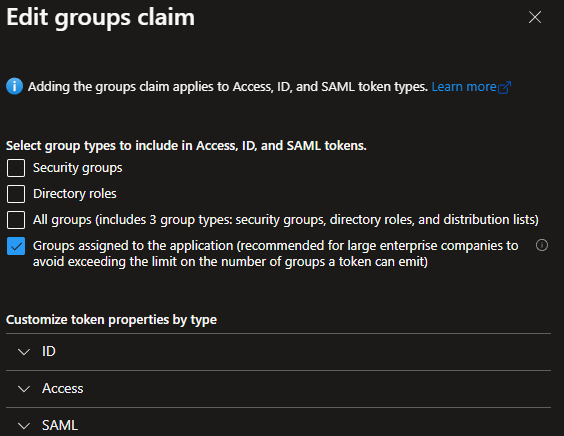 Edit groups claim
Adding the groups claim applies to Access, ID, and SAML token types. Learn more
Select group types to include in Access, ID, and SAML tokens.
Security groups
Directory roles
All groups (includes 3 group types: security groups, directory roles, and distribution lists)
Groups assigned to the application (recommended for large enterprise companies to
avoid exceeding the limit on the number of groups a token can emit)
Customize token properties by type
ID
Access
SAML